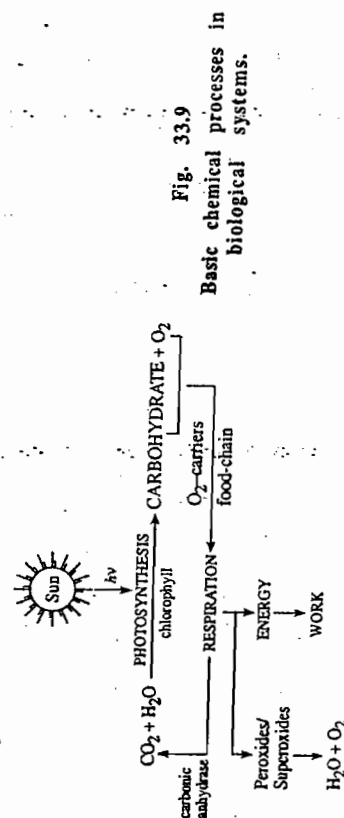 Sun
hν
PHOTOSYNTHESIS
CO₂ + H₂O
CARBOHYDRATE + O₂
chlorophyll
O₂-carriers
carbonic
anhydrase
RESPIRATION
food-chain
Peroxides/
Superoxides
ENERGY
H₂O + O₂
WORK
Fig. 33.9
Basic chemical processes in
biological systems.